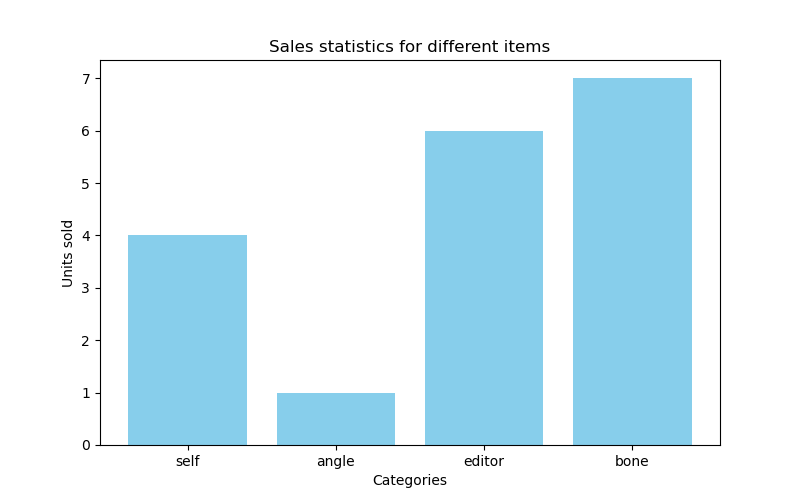 Sales statistics for different items
7
6
5
4
3
2
1
0
Units sold
self angle editor bone
Categories